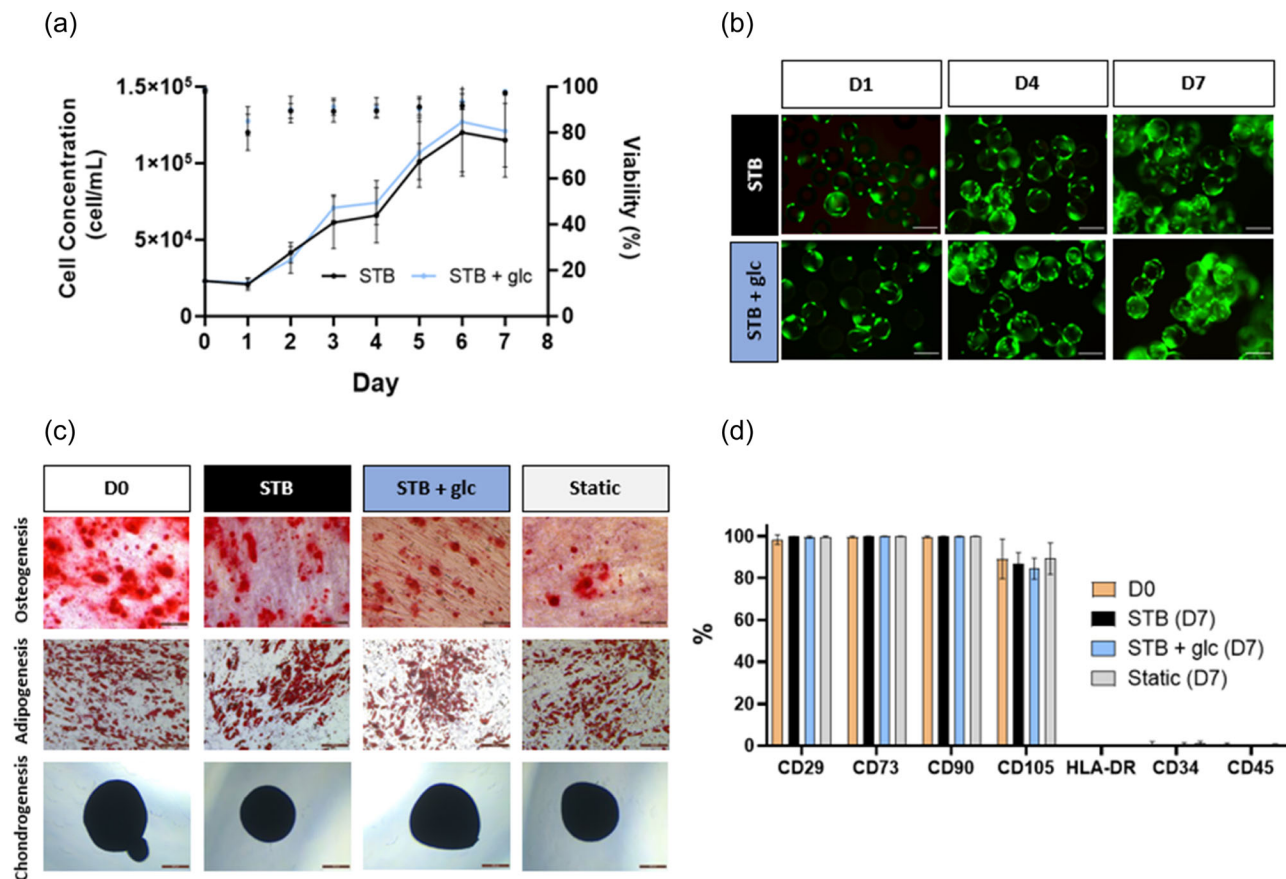 (a)
1.5×10⁵
1×10⁵
5×10⁴
0
Cell Concentration
(cell/mL)
100
80
60
40
20
0
Viability (%)
STB
STB + glc
0 1 2 3 4 5 6 7 8
Day
(b)
D1 D4 D7
STB
STB + glc
(c)
D0 STB STB + glc Static
Osteogenesis
Adipogenesis
Chondrogenesis
(d)
100
80
60
40
20
0
%
D0
STB (D7)
STB + glc (D7)
Static (D7)
CD29 CD73 CD90 CD105 HLA-DR CD34 CD45